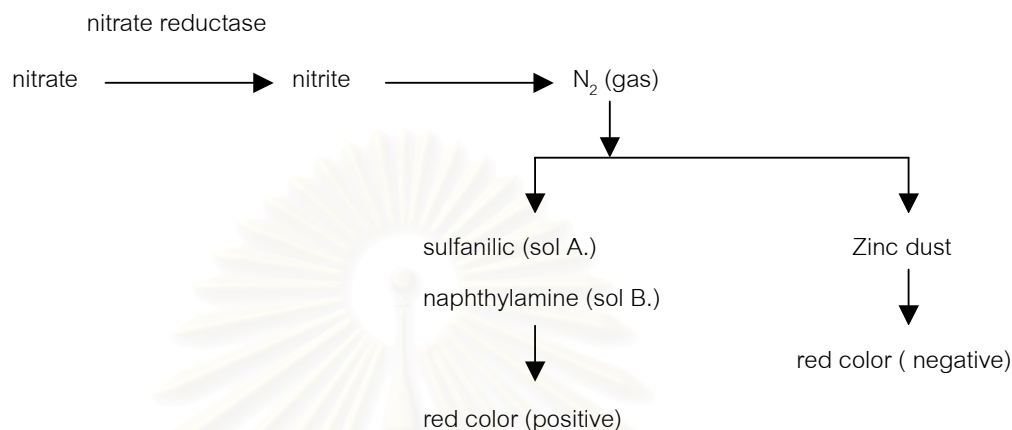 nitrate reductase
nitrate
nitrite
N₂ (gas)
sulfanilic (sol A.)
Zinc dust
naphthylamine (sol B.)
red color ( negative)
red color (positive)